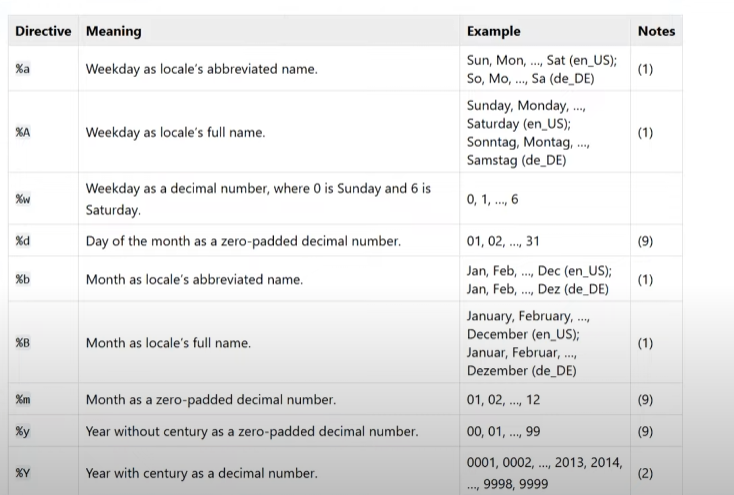 Directive Meaning Example Notes
%a Weekday as locale's abbreviated name. Sun, Mon, ..., Sat (en_US);
So, Mo, ..., Sa (de_DE) (1)
%A Weekday as locale's full name. Sunday, Monday, ...,
Saturday (en_US);
Sonntag, Montag, ...,
Samstag (de_DE) (1)
%w Weekday as a decimal number, where 0 is Sunday and 6 is
Saturday. 0, 1, ..., 6
%d Day of the month as a zero-padded decimal number. 01, 02, ..., 31 (9)
%b Month as locale's abbreviated name. Jan, Feb, ..., Dec (en_US);
Jan, Feb, ..., Dez (de_DE) (1)
%B Month as locale's full name. January, February, ...,
December (en_US);
Januar, Februar, ...,
Dezember (de_DE) (1)
%m Month as a zero-padded decimal number. 01, 02, ..., 12 (9)
%y Year without century as a zero-padded decimal number. 00, 01, ..., 99 (9)
%Y Year with century as a decimal number. 0001, 0002, ..., 2013, 2014,
..., 9998, 9999 (2)